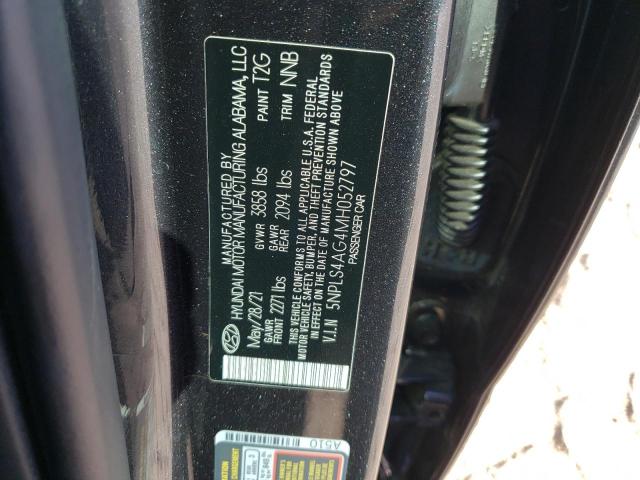 MANUFACTURED BY
HYUNDAI MOTOR MANUFACTURING ALABAMA, LLC
May/28/21 GVWR 3858 lbs PAINT T2G
GAWR FRONT 2271 lbs GAWR REAR 2094 lbs TRIM NNB
THIS VEHICLE CONFORMS TO ALL APPLICABLE U.S.A. FEDERAL
MOTOR VEHICLE SAFETY, BUMPER, AND THEFT PREVENTION STANDARDS
IN EFFECT ON THE DATE OF MANUFACTURE SHOWN ABOVE
V.I.N 5NPLS4AG4MH052797
PASSENGER CAR
A510